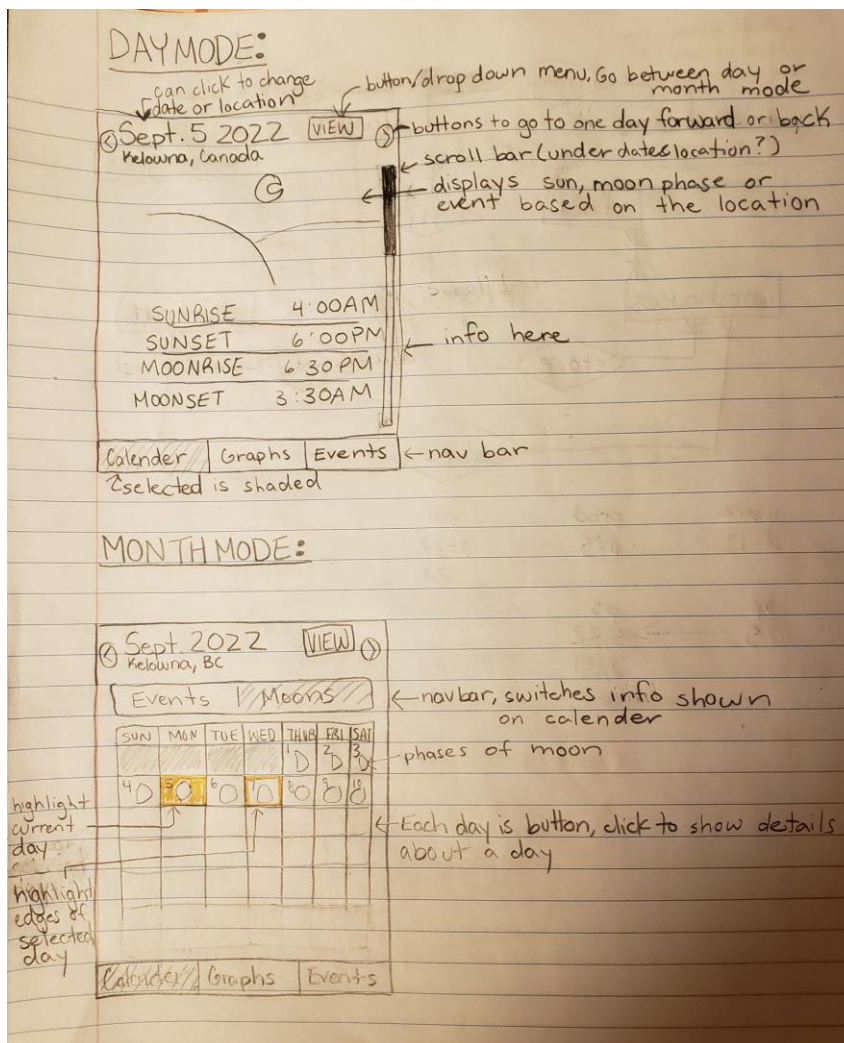 DAY MODE:
can click to change
date or location
button/drop down menu, Go between day or
month mode
< Sept. 5 2022 VIEW >
Kelowna, Canada
buttons to go to one day forward or back
scroll bar (under date&location?)
displays sun, moon phase or
event based on the location
SUNRISE 4:00AM
SUNSET 6:00PM
info here
MOONRISE 6:30PM
MOONSET 3:30AM
Calender Graphs Events
nav bar
selected is shaded
MONTH MODE:
< Sept. 2022 VIEW >
Kelowna, BC
Events Moons
navbar, switches info shown
on calender
SUN MON TUE WED THUR FRI SAT
1 2 3
phases of moon
4 5 6 7 8 9 10
highlight
current
day
Each day is button, click to show details
about a day
highlight
edges of
selected
day
Calender Graphs Events